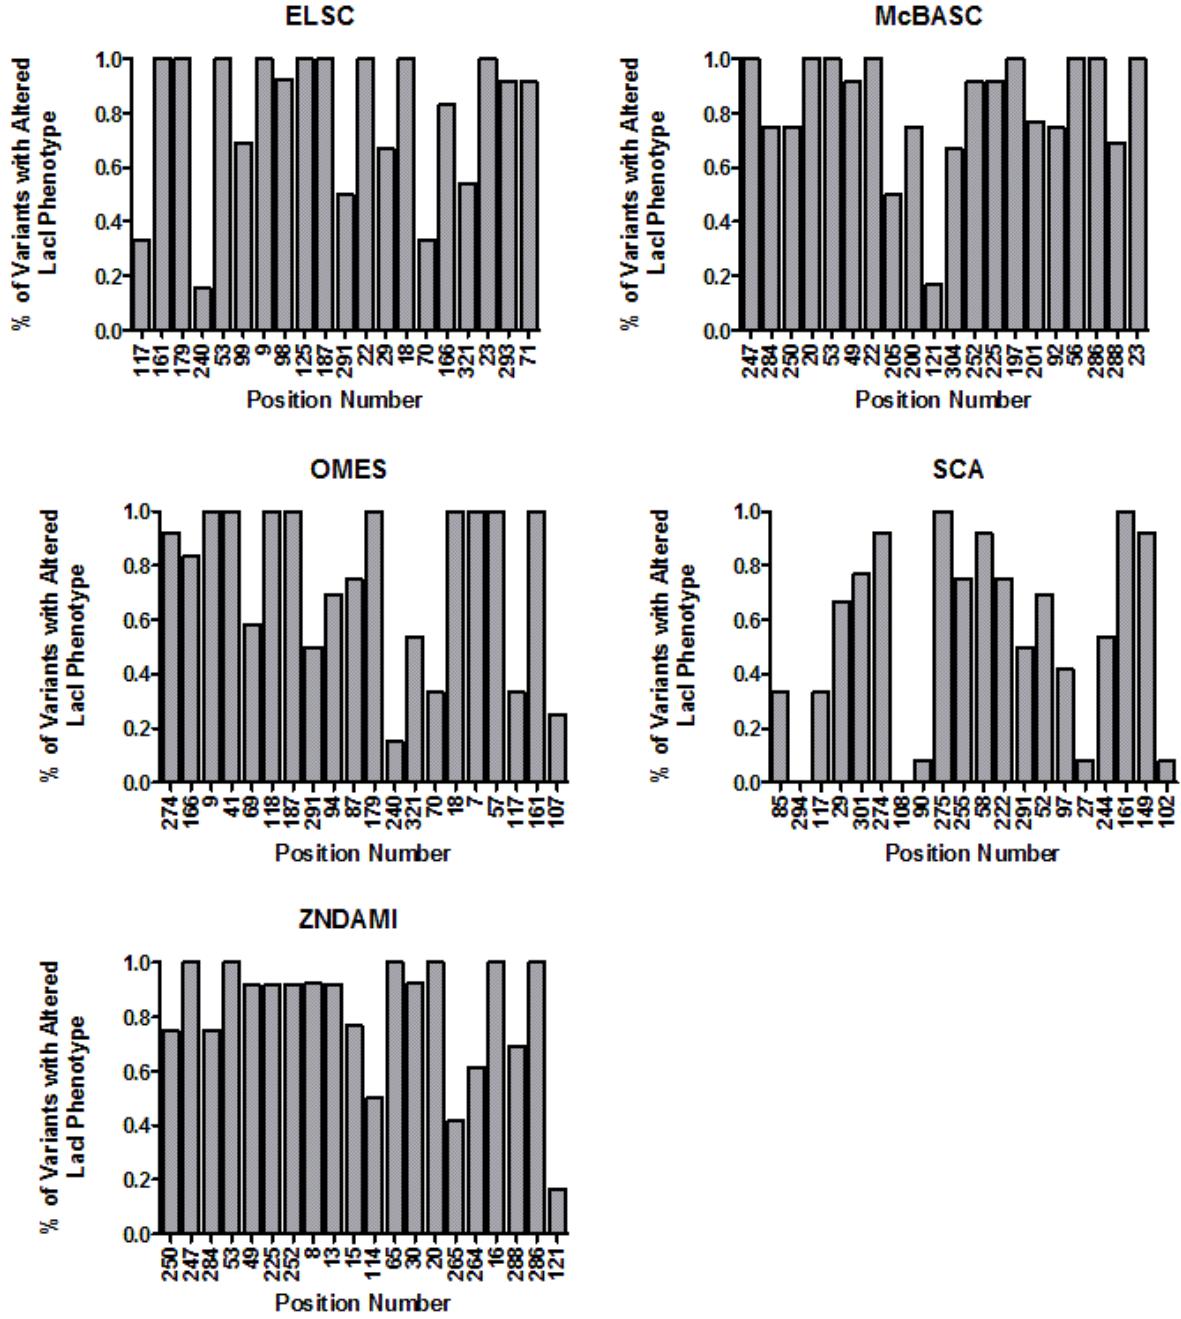 ELSC
% of Variants with Altered
LacI Phenotype
1.0
0.8
0.6
0.4
0.2
0.0
117 161 179 240 53 99 9 98 125 187 291 22 29 18 70 166 321 23 293 71
Position Number
McBASC
% of Variants with Altered
LacI Phenotype
1.0
0.8
0.6
0.4
0.2
0.0
247 284 250 20 53 49 22 205 200 121 304 252 225 197 201 92 56 286 288 23
Position Number
OMES
% of Variants with Altered
LacI Phenotype
1.0
0.8
0.6
0.4
0.2
0.0
274 166 9 41 69 118 187 291 94 87 179 240 321 70 18 7 57 117 161 107
Position Number
SCA
% of Variants with Altered
LacI Phenotype
1.0
0.8
0.6
0.4
0.2
0.0
85 294 117 29 301 274 108 90 275 255 58 222 291 52 97 27 244 161 149 102
Position Number
ZNDAMI
% of Variants with Altered
LacI Phenotype
1.0
0.8
0.6
0.4
0.2
0.0
250 247 284 53 49 225 252 8 13 15 114 65 30 20 265 264 16 288 286 121
Position Number